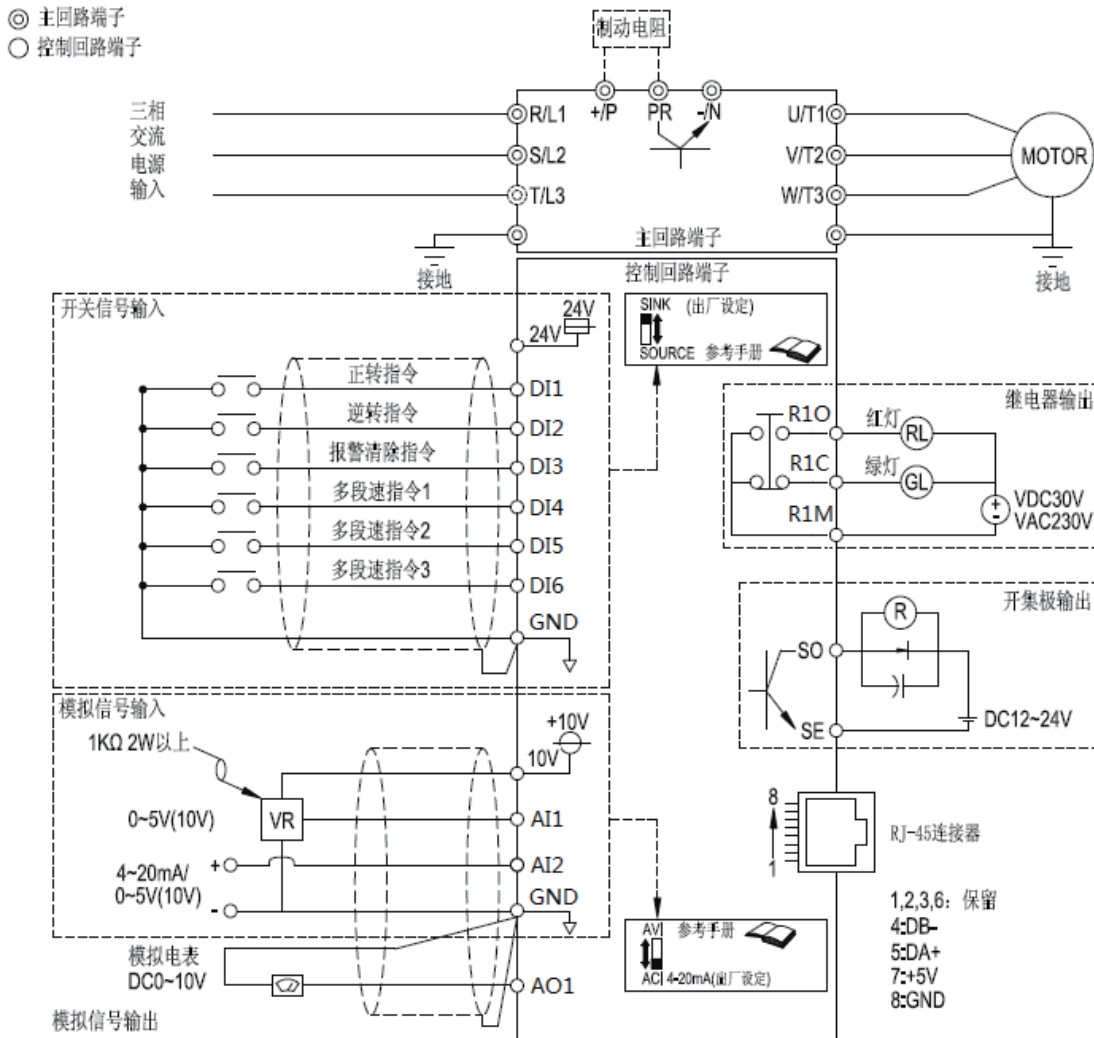 主回路端子
控制回路端子
制动电阻
三相
交流
电源
输入
R/L1
S/L2
T/L3
+/P
PR
-/N
U/T1
V/T2
W/T3
MOTOR
主回路端子
接地
接地
控制回路端子
SINK (出厂设定)
SOURCE 参考手册
开关信号输入
24V
24V
正转指令
DI1
逆转指令
DI2
报警清除指令
DI3
多段速指令1
DI4
多段速指令2
DI5
多段速指令3
DI6
GND
继电器输出
R1O
红灯
RL
R1C
绿灯
GL
R1M
+
-
VDC30V
VAC230V
开集极输出
R
SO
SE
DC12~24V
模拟信号输入
1KΩ 2W以上
+10V
10V
0~5V(10V)
VR
AI1
4~20mA/
0~5V(10V)
+
-
AI2
GND
模拟电表
DC0~10V
AO1
模拟信号输出
AVI 参考手册
ACI 4-20mA(出厂设定)
8
1
RJ-45连接器
1,2,3,6: 保留
4:DB-
5:DA+
7:+5V
8:GND